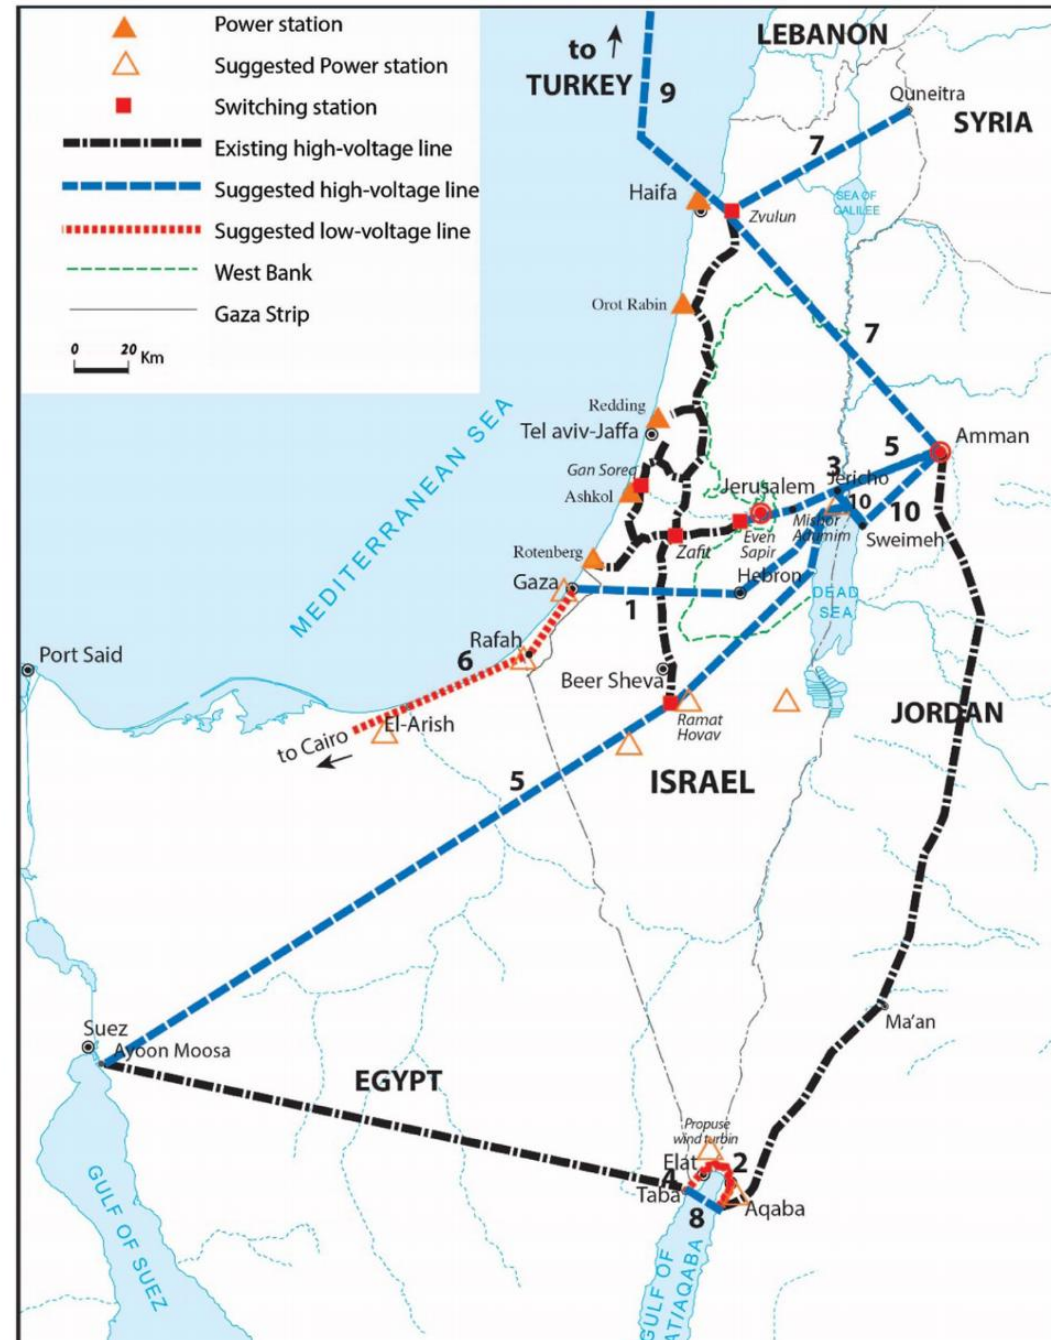 Power station
Suggested Power station
Switching station
Existing high-voltage line
Suggested high-voltage line
Suggested low-voltage line
West Bank
Gaza Strip
0 20 Km
to
TURKEY
9
LEBANON
Quneitra
SYRIA
7
Haifa
Zvulun
SEA OF
GALILEE
Orot Rabin
7
Redding
Tel aviv-Jaffa
MEDITERRANEAN SEA
Amman
5
Gan Soreq
Ashkol
3
Jericho
Jerusalem
10
10
Mishor
Adumim
Sweimeh
Even
Sapir
Zafit
Rotenberg
Gaza
Hebron
1
DEAD
SEA
Rafah
6
Port Said
Beer Sheva
El-Arish
to Cairo
Ramat
Hovav
JORDAN
ISRAEL
5
Ma'an
Suez
Ayoon Moosa
EGYPT
Propuse
wind turbin
Elat
2
4
Taba
Aqaba
8
GULF OF SUEZ
GULF OF
AT/AQABA